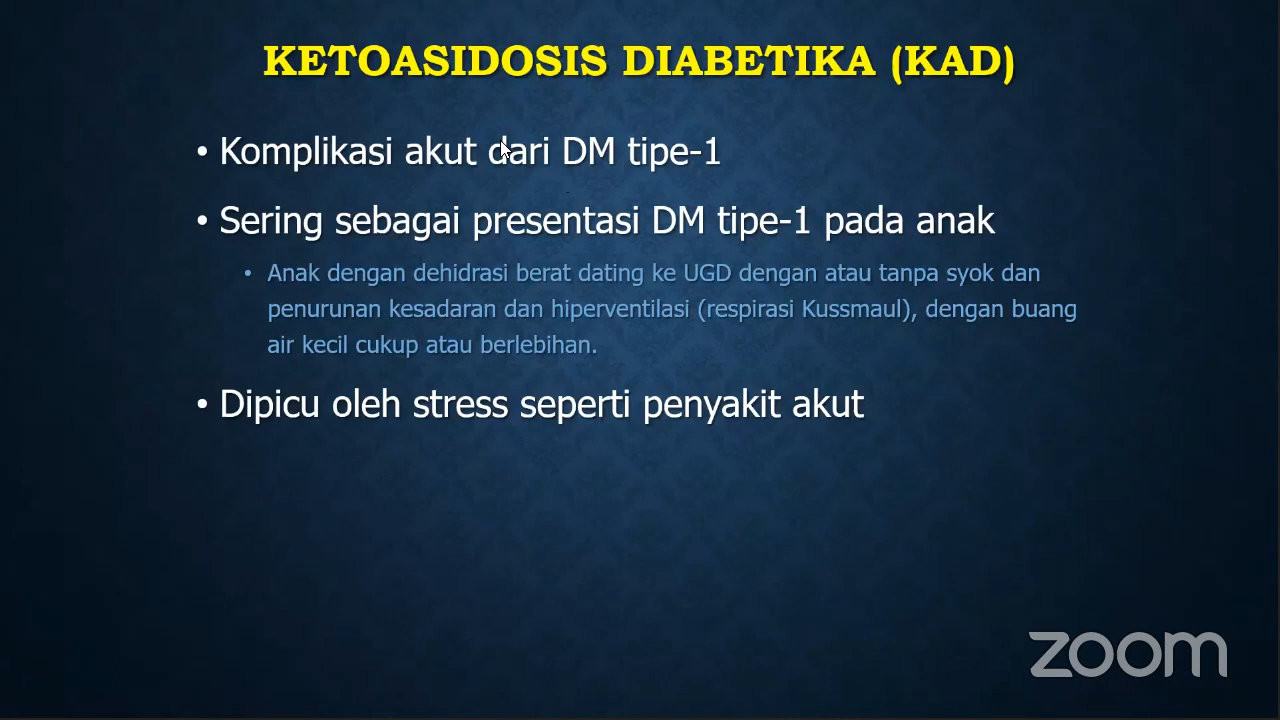 KETOASIDOSIS DIABETIKA (KAD)
• Komplikasi akut dari DM tipe-1
• Sering sebagai presentasi DM tipe-1 pada anak
• Anak dengan dehidrasi berat dating ke UGD dengan atau tanpa syok dan
penurunan kesadaran dan hiperventilasi (respirasi Kussmaul), dengan buang
air kecil cukup atau berlebihan.
• Dipicu oleh stress seperti penyakit akut
zoom